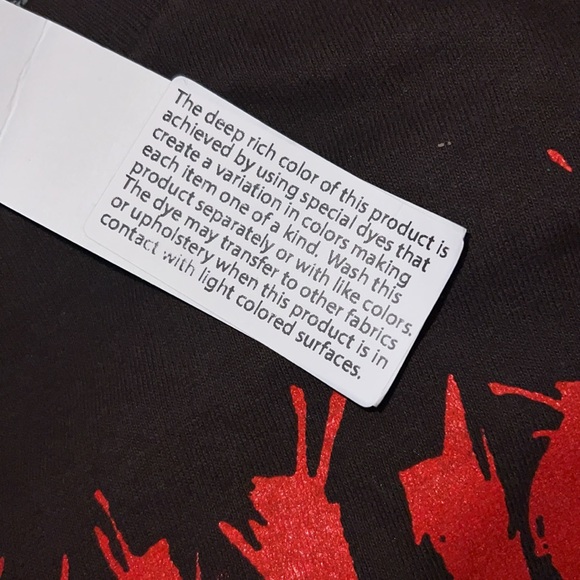 The deep rich color of this product is
achieved by using special dyes that
create a variation in colors making
each item one of a kind. Wash this
product separately or with like colors.
The dye may transfer to other fabrics
or upholstery when this product is in
contact with light colored surfaces.